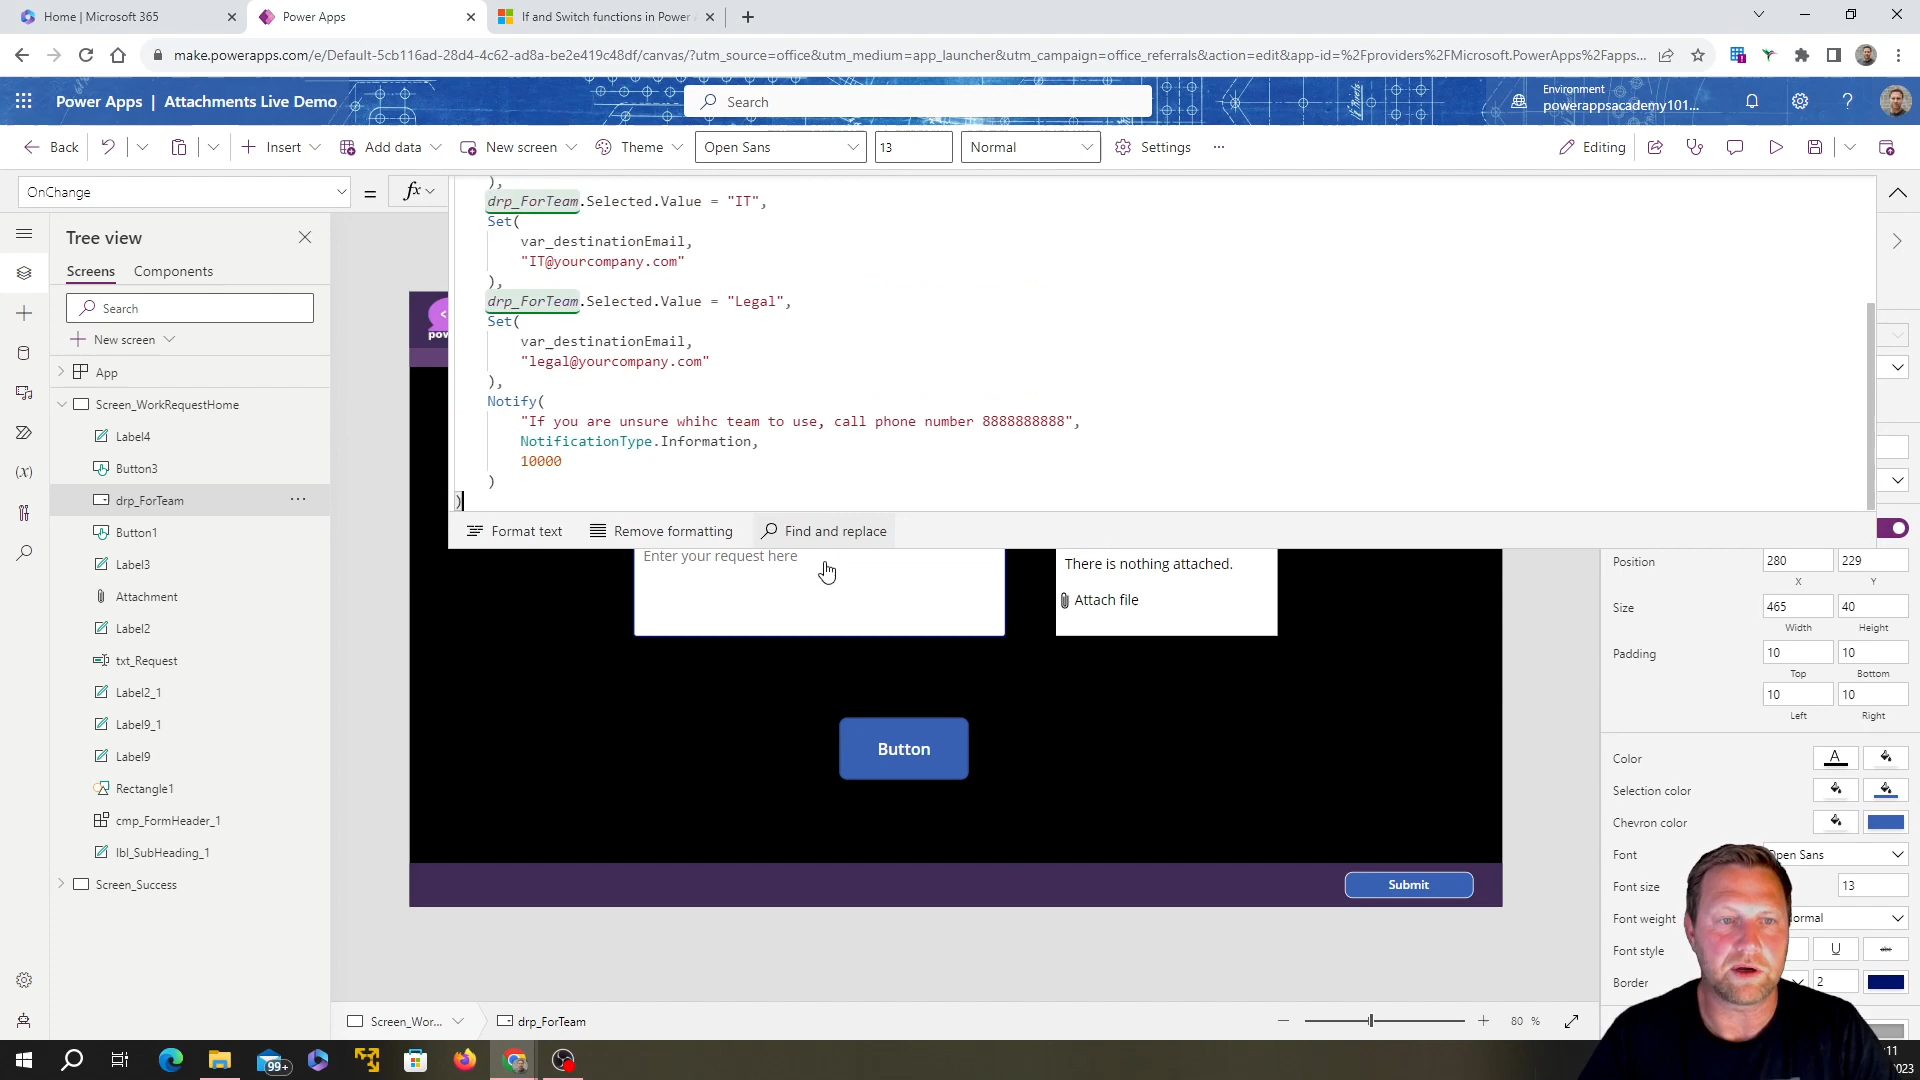 Home | Microsoft 365
Power Apps
If and Switch functions in Power
make.powerapps.com/e/Default-5cb116ad-28d4-4c62-ad8a-be2e419c48df/canvas/?utm_source=office&utm_medium=app_launcher&utm_campaign=office_referrals&action=edit&app-id=%2Fproviders%2FMicrosoft.PowerApps%2Fapps...
Power Apps | Attachments Live Demo
Search
Environment
powerappsacademy101...
Back
Insert
Add data
New screen
Theme
Open Sans
13
Normal
Settings
Editing
OnChange
=
fx
),
drp_ForTeam.Selected.Value = "IT",
Set(
var_destinationEmail,
"IT@yourcompany.com"
),
drp_ForTeam.Selected.Value = "Legal",
Set(
var_destinationEmail,
"legal@yourcompany.com"
),
Notify(
"If you are unsure whihc team to use, call phone number 8888888888",
NotificationType.Information,
10000
)
)
Format text
Remove formatting
Find and replace
Tree view
Screens
Components
Search
New screen
App
Screen_WorkRequestHome
Label4
Button3
drp_ForTeam
Button1
Label3
Attachment
Label2
txt_Request
Label2_1
Label9_1
Label9
Rectangle1
cmp_FormHeader_1
lbl_SubHeading_1
Screen_Success
Enter your request here
There is nothing attached.
Attach file
Button
Submit
Position
280
229
X
Y
Size
465
40
Width
Height
Padding
10
10
Top
Bottom
10
10
Left
Right
Color
Selection color
Chevron color
Font
Open Sans
Font size
13
Font weight
Normal
Font style
Border
2
Screen_Wor...
drp_ForTeam
80 %
99+